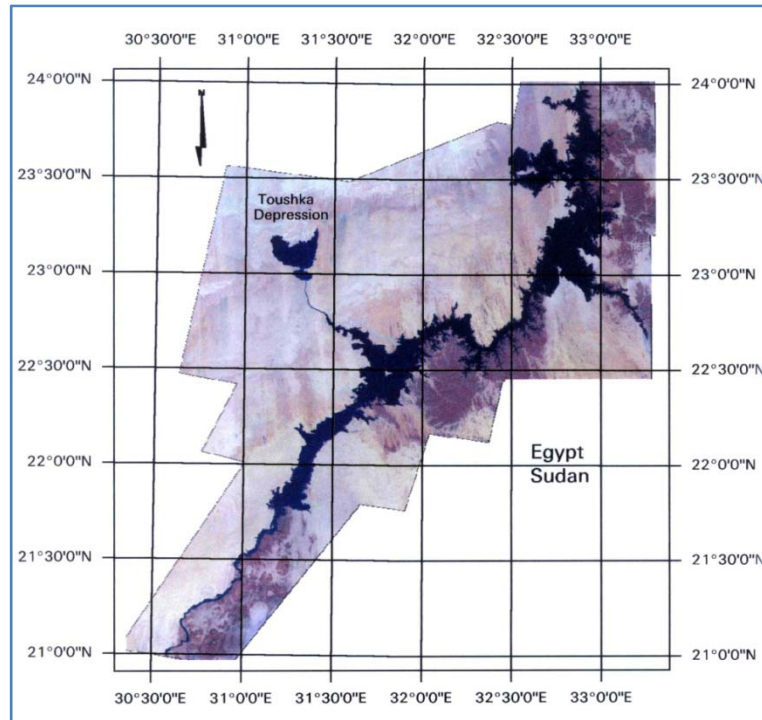 30°30'0"E 31°0'0"E 31°30'0"E 32°0'0"E 32°30'0"E 33°0'0"E
24°0'0"N 24°0'0"N
N
23°30'0"N 23°30'0"N
Toushka
Depression
23°0'0"N 23°0'0"N
22°30'0"N 22°30'0"N
22°0'0"N 22°0'0"N
Egypt
Sudan
21°30'0"N 21°30'0"N
21°0'0"N 21°0'0"N
30°30'0"E 31°0'0"E 31°30'0"E 32°0'0"E 32°30'0"E 33°0'0"E